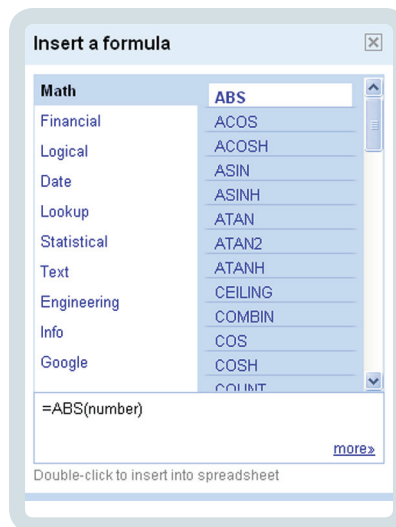 Insert a formula
Math
Financial
Logical
Date
Lookup
Statistical
Text
Engineering
Info
Google
ABS
ACOS
ACOSH
ASIN
ASINH
ATAN
ATAN2
ATANH
CEILING
COMBIN
COS
COSH
COUNT
=ABS(number)
more»
Double-click to insert into spreadsheet